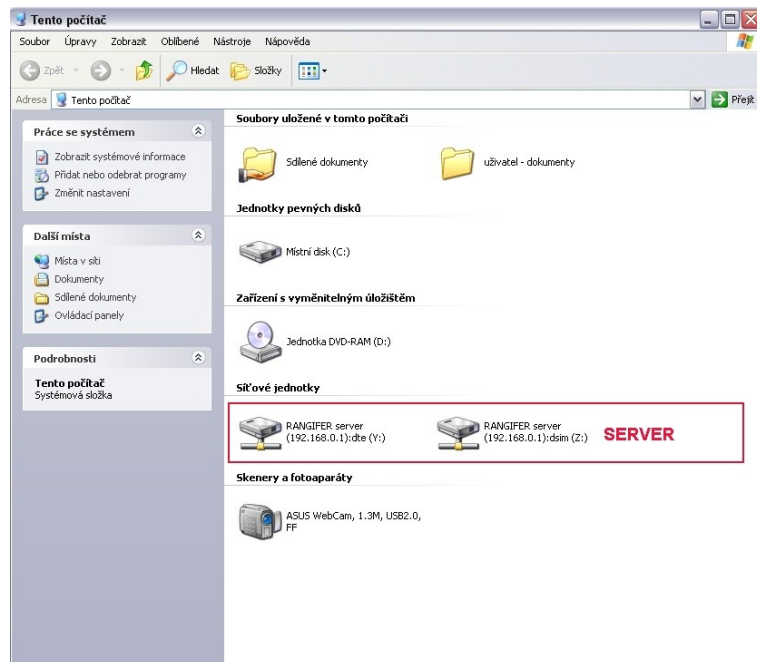 Tento počítač
Soubor Úpravy Zobrazit Oblíbené Nástroje Nápověda
Zpět Hledat Složky
Adresa Tento počítač Přejít
Práce se systémem
Zobrazit systémové informace
Přidat nebo odebrat programy
Změnit nastavení
Další místa
Místa v síti
Dokumenty
Sdílené dokumenty
Ovládací panely
Podrobnosti
Tento počítač
Systémová složka
Soubory uložené v tomto počítači
Sdílené dokumenty uživatel - dokumenty
Jednotky pevných disků
Místní disk (C:)
Zařízení s vyměnitelným úložištěm
Jednotka DVD-RAM (D:)
Síťové jednotky
RANGIFER server
(192.168.0.1):dte (Y:)
RANGIFER server
(192.168.0.1):dsim (Z:)
SERVER
Skenery a fotoaparáty
ASUS WebCam, 1.3M, USB2.0,
FF